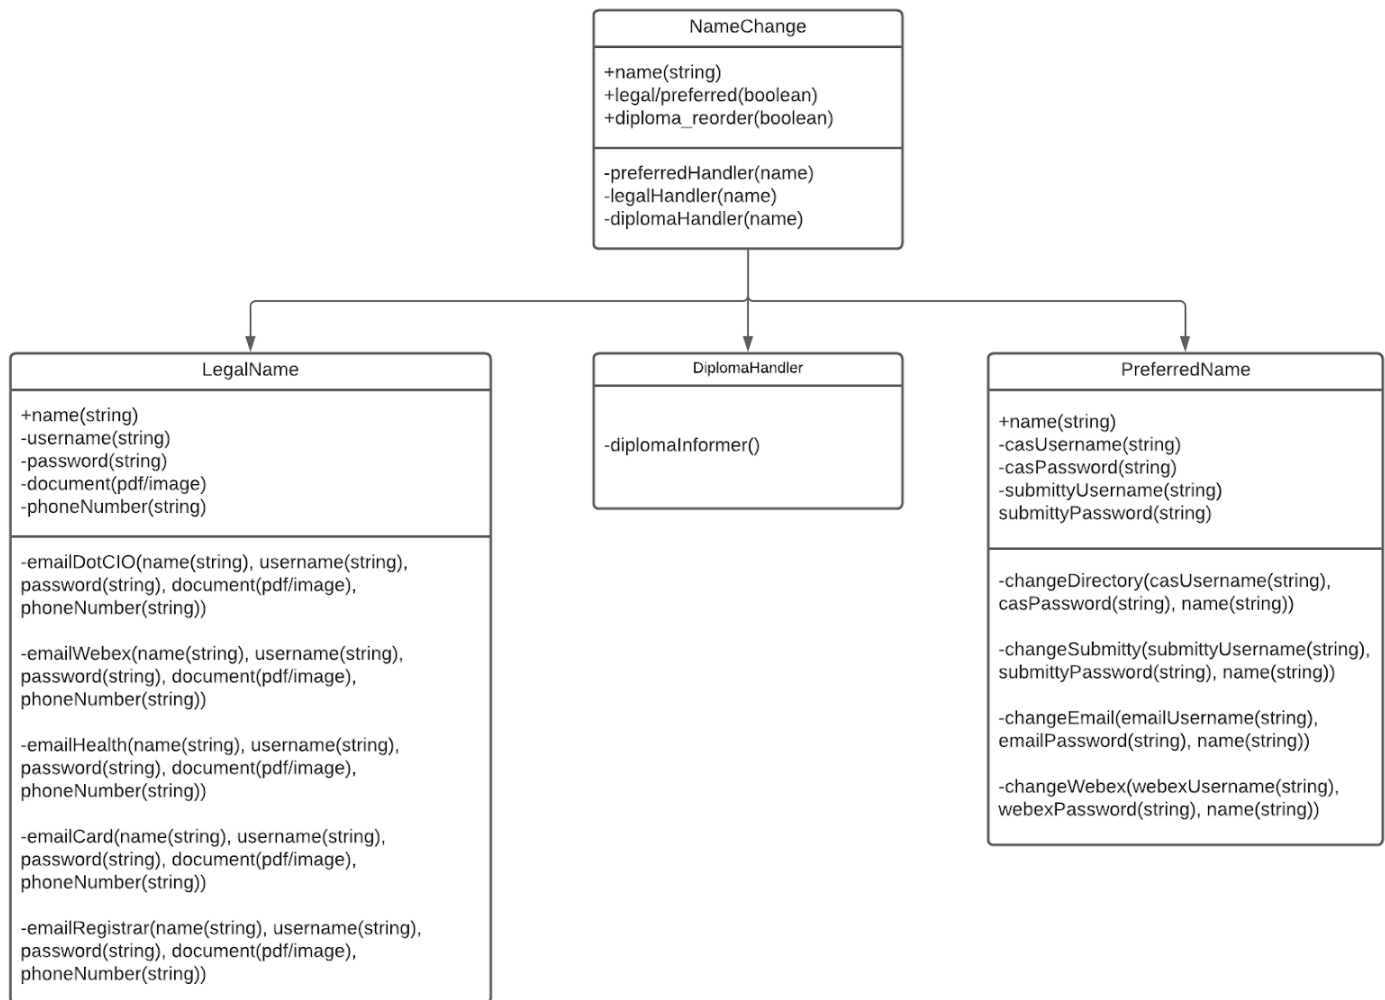 NameChange
+name(string)
+legal/preferred(boolean)
+diploma_reorder(boolean)
-preferredHandler(name)
-legalHandler(name)
-diplomaHandler(name)
LegalName
+name(string)
-username(string)
-password(string)
-document(pdf/image)
-phoneNumber(string)
-emailDotCIO(name(string), username(string),
password(string), document(pdf/image),
phoneNumber(string))
-emailWebex(name(string), username(string),
password(string), document(pdf/image),
phoneNumber(string))
-emailHealth(name(string), username(string),
password(string), document(pdf/image),
phoneNumber(string))
-emailCard(name(string), username(string),
password(string), document(pdf/image),
phoneNumber(string))
-emailRegistrar(name(string), username(string),
password(string), document(pdf/image),
phoneNumber(string))
DiplomaHandler
-diplomaInformer()
PreferredName
+name(string)
-casUsername(string)
-casPassword(string)
-submittyUsername(string)
submittyPassword(string)
-changeDirectory(casUsername(string),
casPassword(string), name(string))
-changeSubmitty(submittyUsername(string),
submittyPassword(string), name(string))
-changeEmail(emailUsername(string),
emailPassword(string), name(string))
-changeWebex(webexUsername(string),
webexPassword(string), name(string))